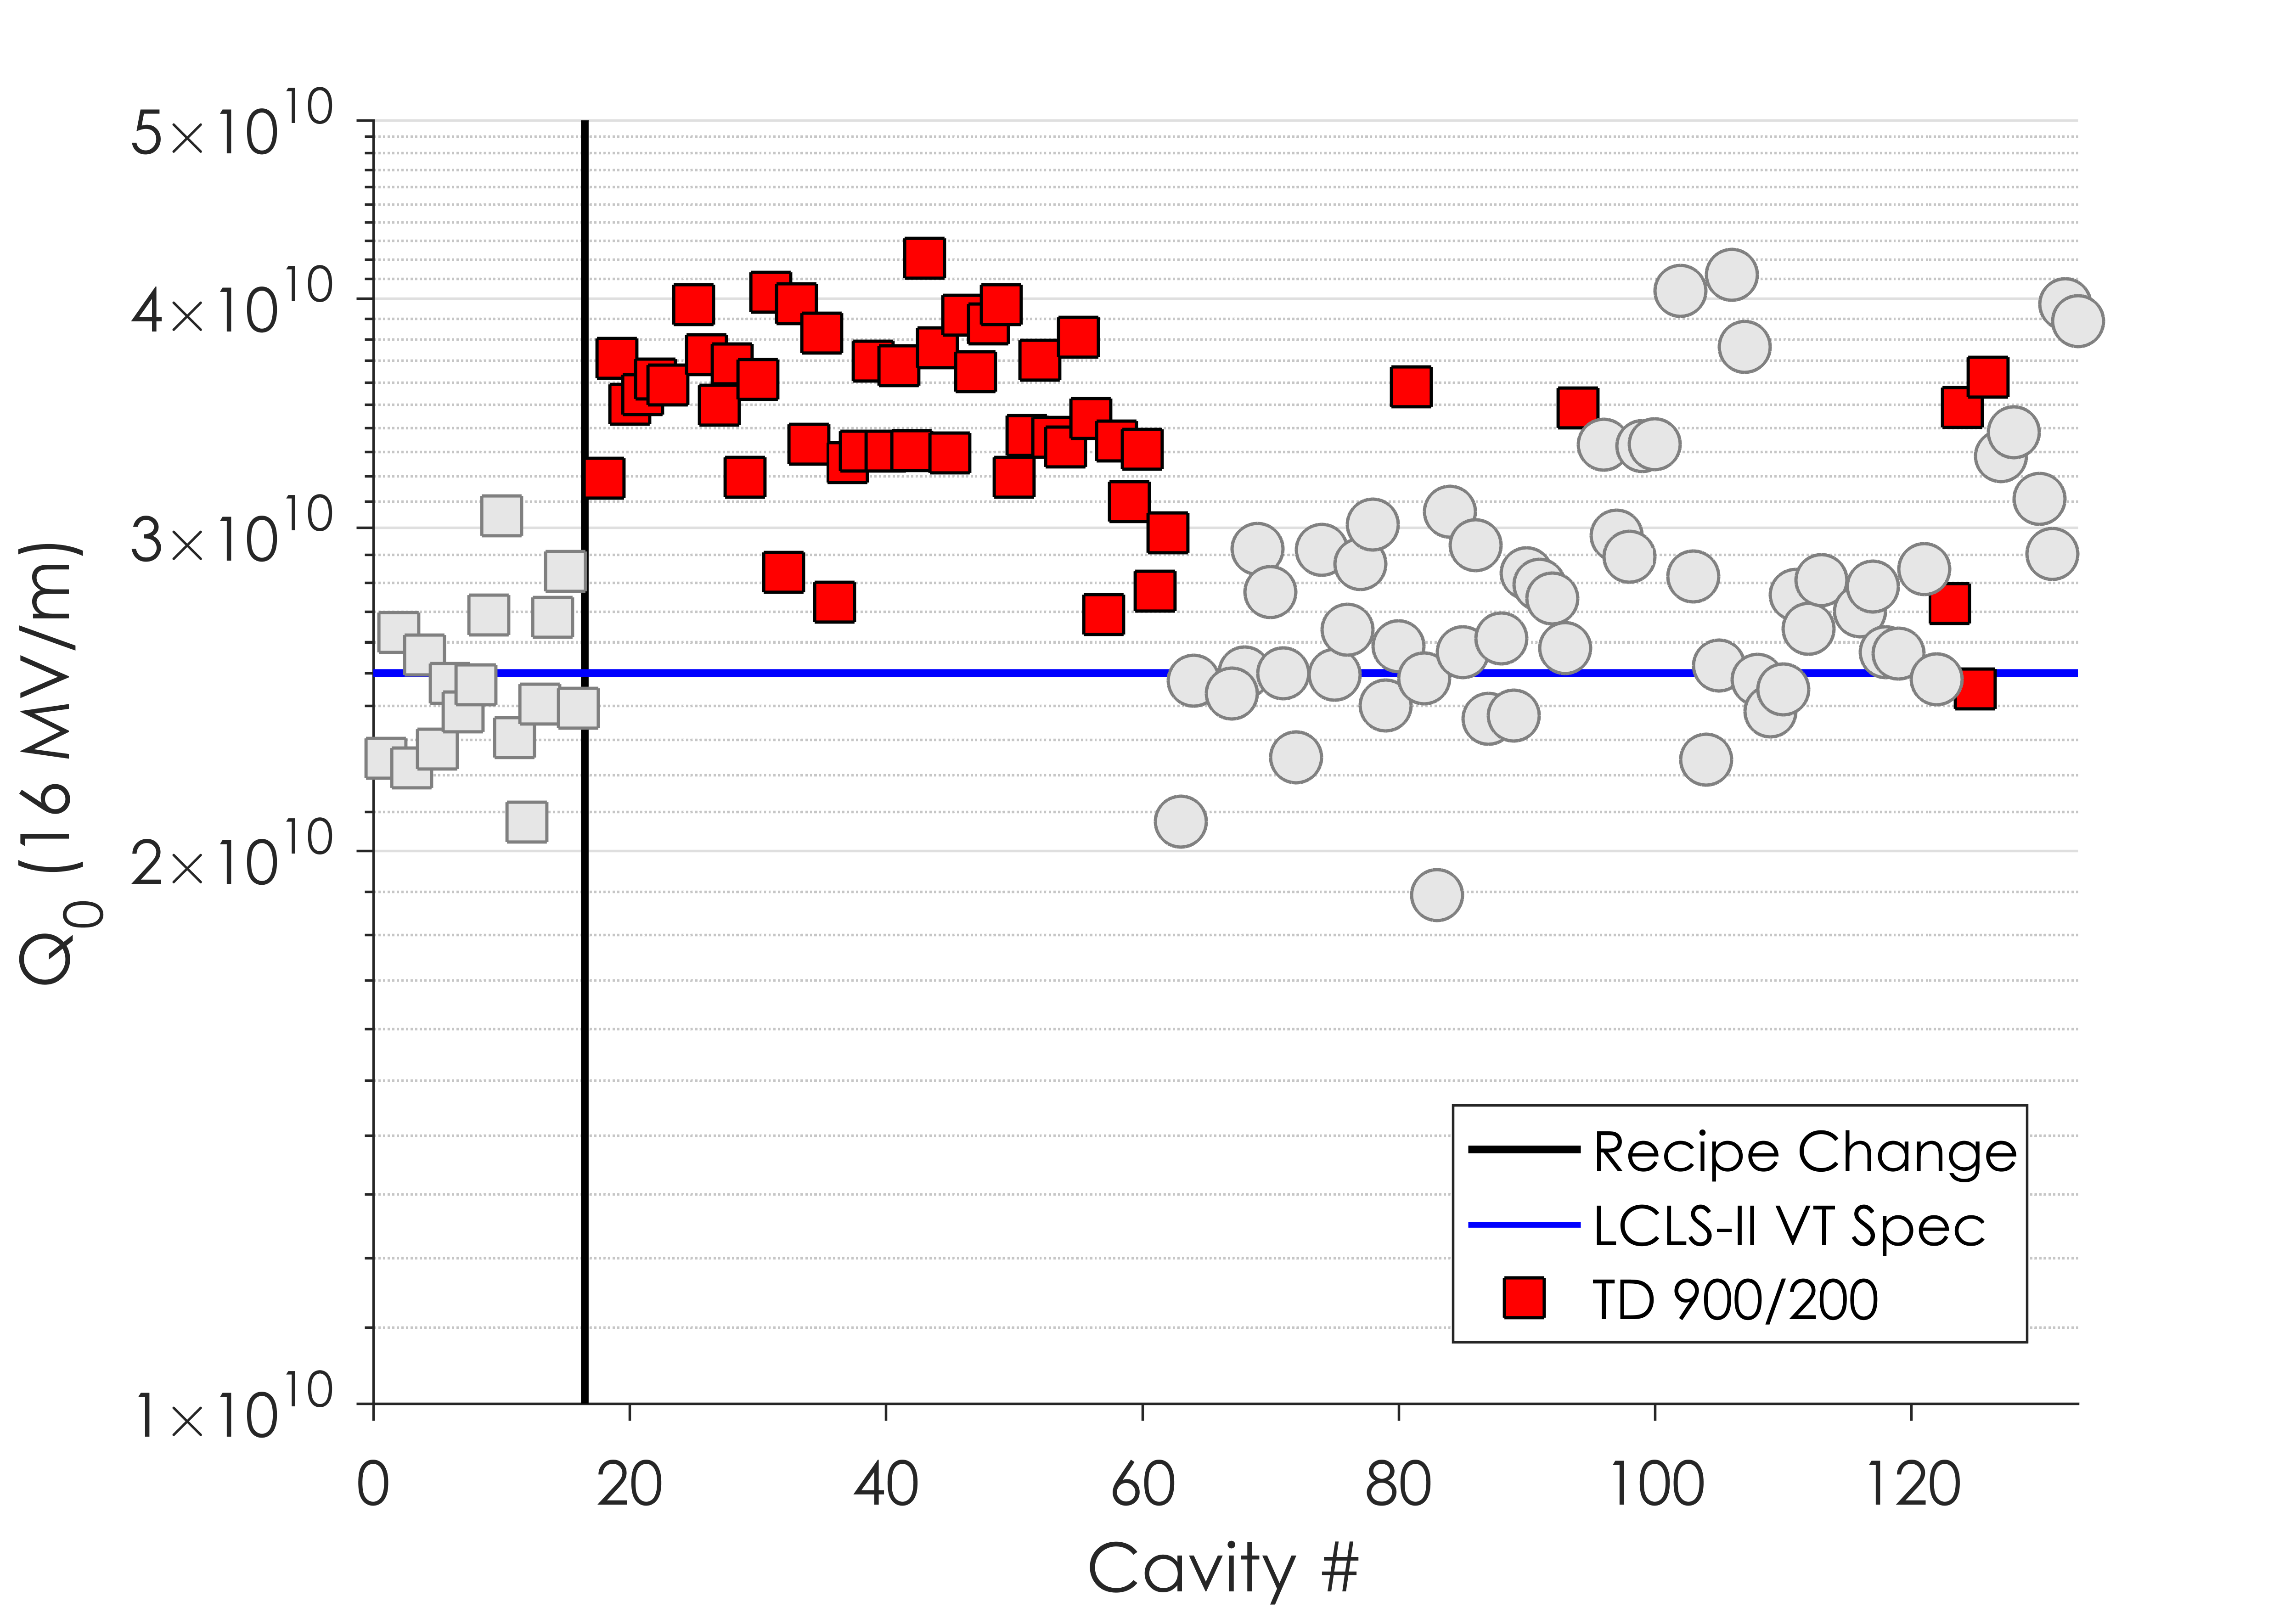 5×10^10
4×10^10
3×10^10
2×10^10
1×10^10
Q_0 (16 MV/m)
Recipe Change
LCLS-II VT Spec
TD 900/200
0 20 40 60 80 100 120
Cavity #